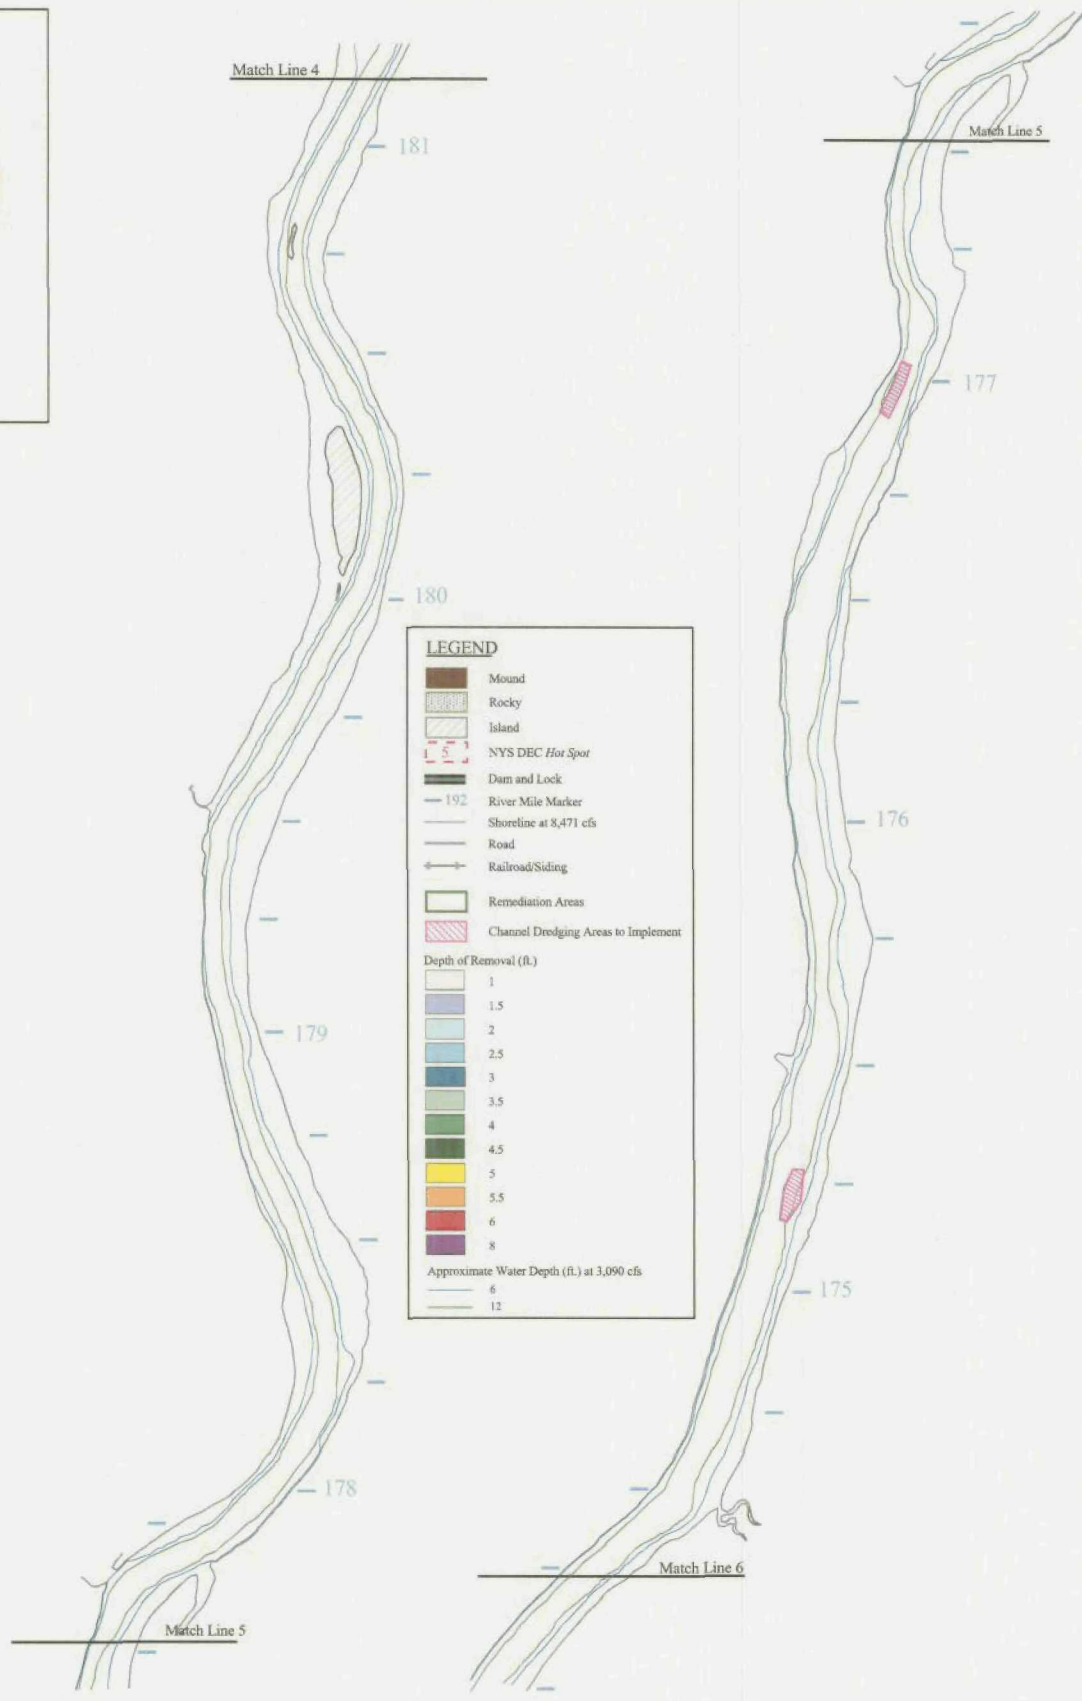 Match Line 4
181
180
179
178
Match Line 5
LEGEND
Mound
Rocky
Island
5 NYS DEC Hot Spot
Dam and Lock
192 River Mile Marker
Shoreline at 8,471 cfs
Road
Railroad/Siding
Remediation Areas
Channel Dredging Areas to Implement
Depth of Removal (ft.)
1
1.5
2
2.5
3
3.5
4
4.5
5
5.5
6
8
Approximate Water Depth (ft.) at 3,090 cfs
6
12
Match Line 5
177
176
175
Match Line 6